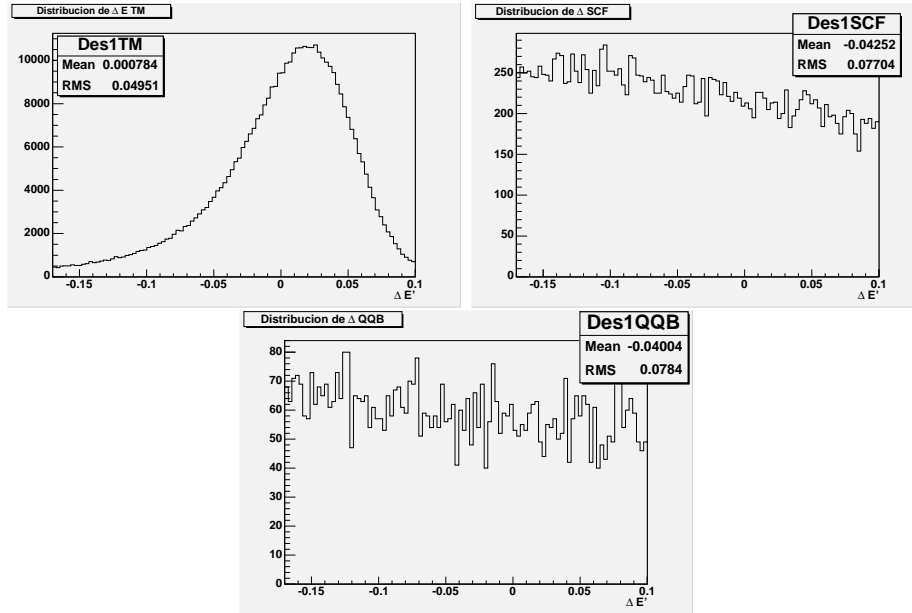 Distribucion de Δ E TM
Des1TM
Mean 0.000784
RMS 0.04951
10000
8000
6000
4000
2000
0
-0.15 -0.1 -0.05 0 0.05 0.1
Δ E'
Distribucion de Δ SCF
Des1SCF
Mean -0.04252
RMS 0.07704
250
200
150
100
50
0
-0.15 -0.1 -0.05 0 0.05 0.1
Δ E'
Distribucion de Δ QQB
Des1QQB
Mean -0.04004
RMS 0.0784
80
70
60
50
40
30
20
10
0
-0.15 -0.1 -0.05 0 0.05 0.1
Δ E'